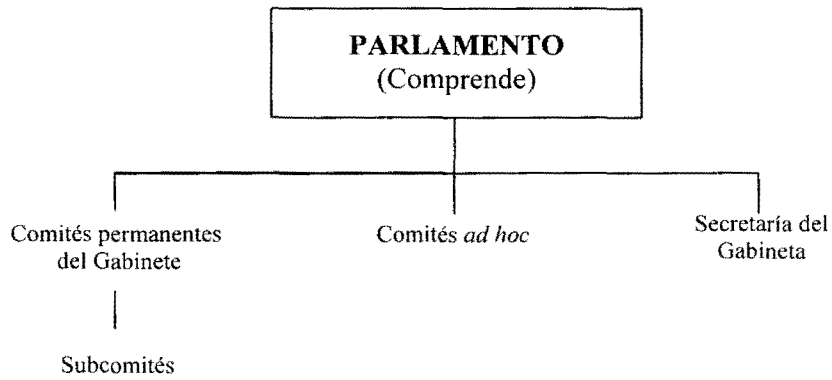 PARLAMENTO
(Comprende)
Comités permanentes
del Gabinete
Comités ad hoc
Secretaría del
Gabineta
Subcomités